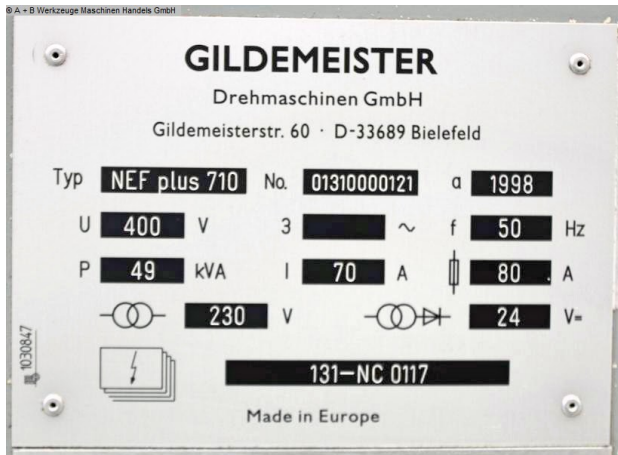 © A + B Werkzeuge Maschinen Handels GmbH
GILDEMEISTER
Drehmaschinen GmbH
Gildemeisterstr. 60 · D-33689 Bielefeld
Typ NEF plus 710 No. 01310000121 a 1998
U 400 V 3 ~ f 50 Hz
P 49 kVA I 70 A 80 A
230 V 24 V=
1030847
131-NC 0117
Made in Europe